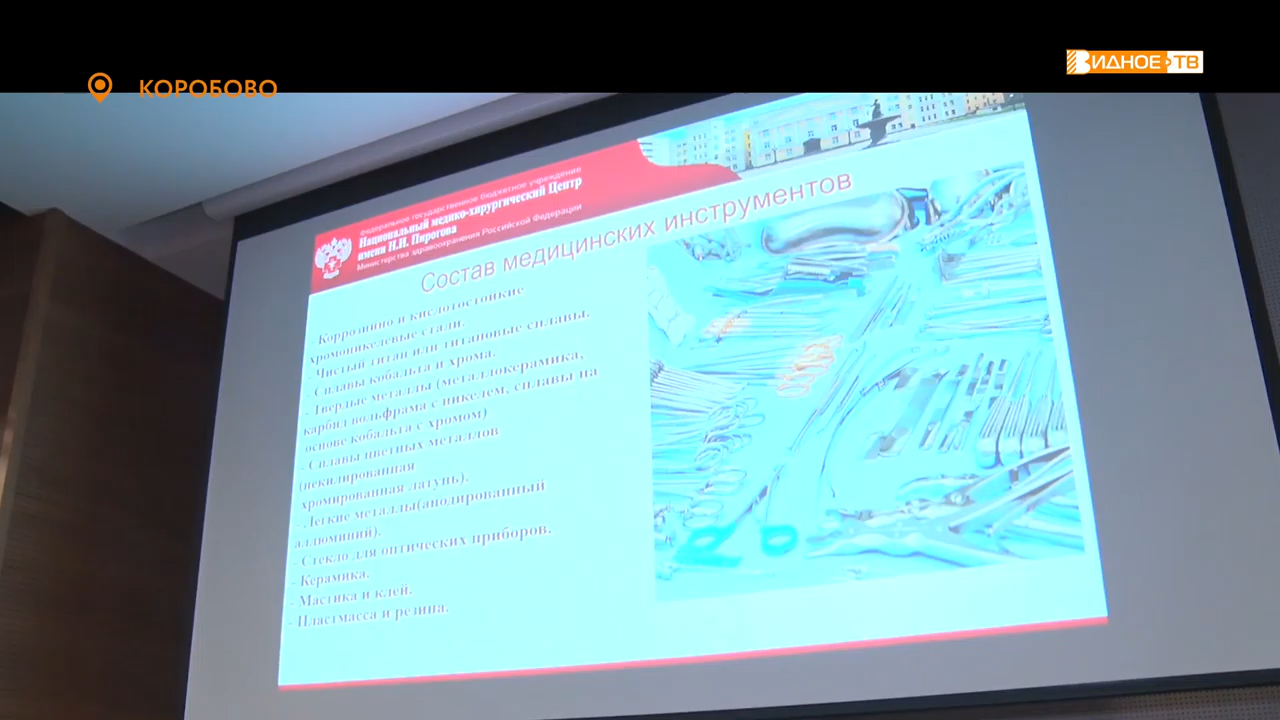 КОРОБОВО
ВИДНОЕ ТВ
Федеральное государственное бюджетное учреждение
Национальный медико-хирургический Центр
имени Н.И. Пирогова
Министерства здравоохранения Российской Федерации
Состав медицинских инструментов
- Коррозийно и кислотостойкие
хромоникелевые стали.
- Чистый титан или титановые сплавы.
- Сплавы кобальта и хрома.
- Твердые металлы (металлокерамика,
карбид вольфрама с никелем, сплавы на
основе кобальта с хромом)
- Сплавы цветных металлов
(некилированная
хромированная латунь).
- Легкие металлы(анодированный
аллюминий).
- Стекло для оптических приборов.
- Керамика.
- Мастика и клей.
- Пластмасса и резина.